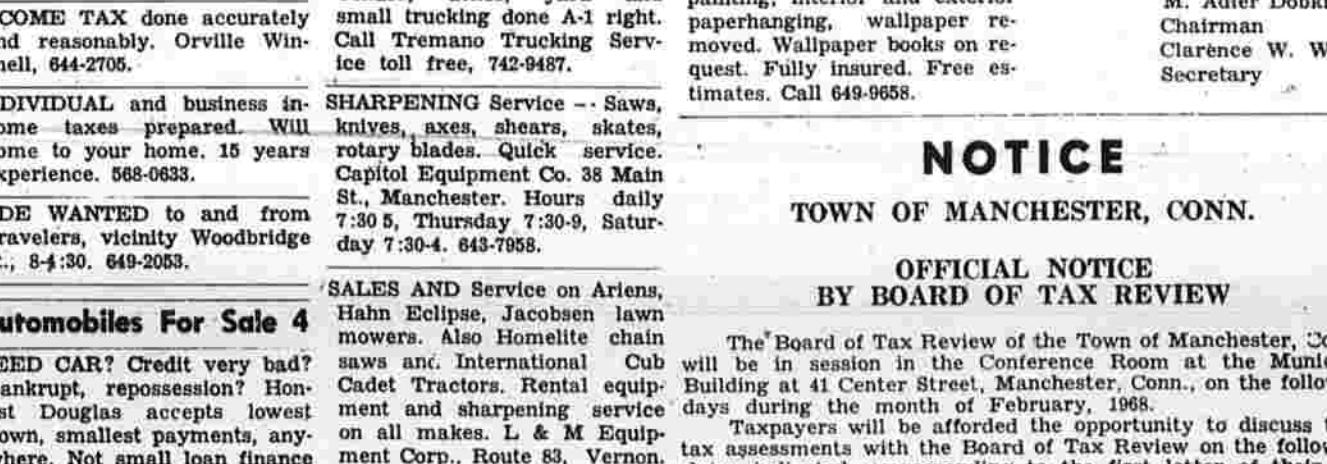 COME TAX done accurately
nd reasonably. Orville Win-
nell, 644-2705.
DIVIDUAL and business in-
ome taxes prepared. Will
ome to your home. 15 years
xperience. 568-0633.
DE WANTED to and from
ravelers, vicinity Woodbridge
t., 8-4:30. 649-2053.
utomobiles For Sale 4
EED CAR? Credit very bad?
ankrupt, repossession? Hon-
st Douglas accepts lowest
own, smallest payments, any-
where. Not small loan finance
small trucking done A-1 right.
Call Tremano Trucking Serv-
ice toll free, 742-9487.
SHARPENING Service -- Saws,
knives, axes, shears, skates,
rotary blades. Quick service.
Capitol Equipment Co. 38 Main
St., Manchester. Hours daily
7:30 5, Thursday 7:30-9, Satur-
day 7:30-4. 643-7958.
SALES AND Service on Ariens,
Hahn Eclipse, Jacobsen lawn
mowers. Also Homelite chain
saws and International Cub
Cadet Tractors. Rental equip-
ment and sharpening service
on all makes. L & M Equip-
ment Corp., Route 83, Vernon.
painting, interior and exterior
paperhanging, wallpaper re-
moved. Wallpaper books on re-
quest. Fully insured. Free es-
timates. Call 649-9658.
M. Adler Dobki
Chairman
Clarence W. W
Secretary
NOTICE
TOWN OF MANCHESTER, CONN.
OFFICIAL NOTICE
BY BOARD OF TAX REVIEW
The Board of Tax Review of the Town of Manchester, Co
will be in session in the Conference Room at the Munic
Building at 41 Center Street, Manchester, Conn., on the follow
days during the month of February, 1968.
Taxpayers will be afforded the opportunity to discuss t
tax assessments with the Board of Tax Review on the follow